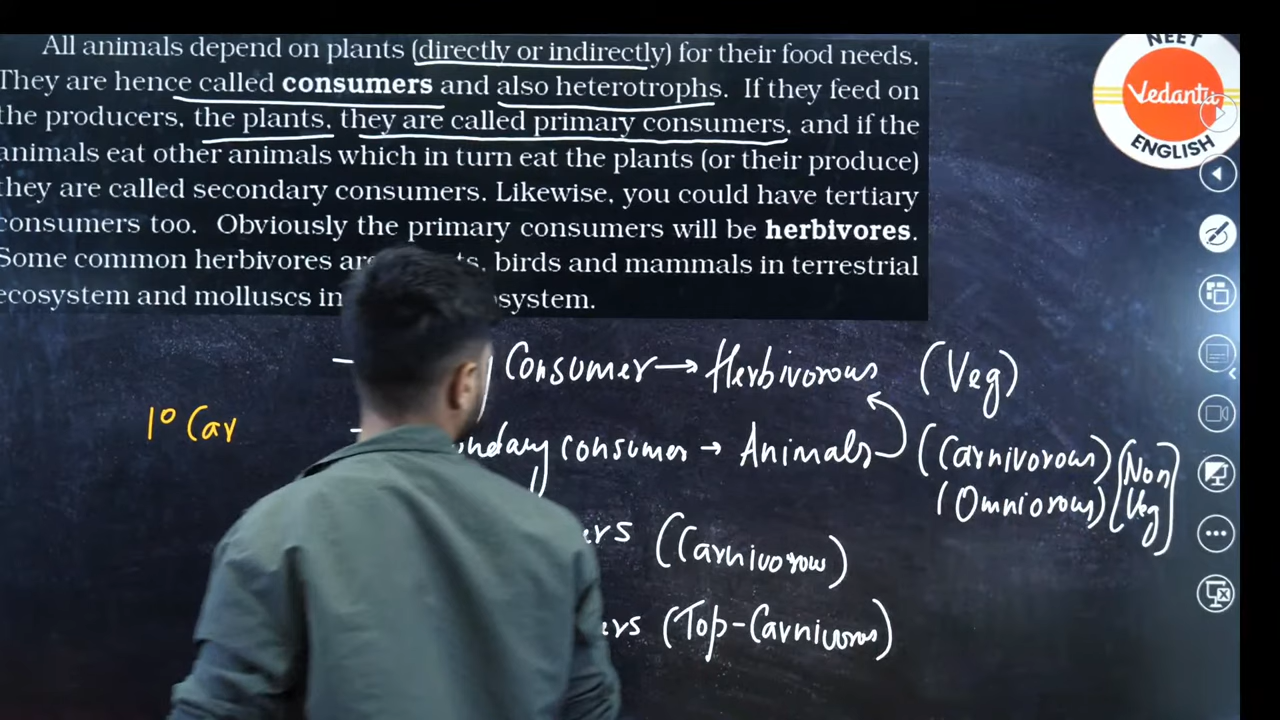 All animals depend on plants (directly or indirectly) for their food needs.
They are hence called consumers and also heterotrophs. If they feed on
the producers, the plants, they are called primary consumers, and if the
animals eat other animals which in turn eat the plants (or their produce)
they are called secondary consumers. Likewise, you could have tertiary
consumers too. Obviously the primary consumers will be herbivores.
Some common herbivores are birds and mammals in terrestrial
ecosystem and molluscs in
NEET
Vedantu
ENGLISH
Consumer → Herbivorous (Veg)
1° Car
consumer → Animals (Carnivorous) [Non
(Omniorous) Veg]
(Carnivorous)
(Top-Carnivorous)